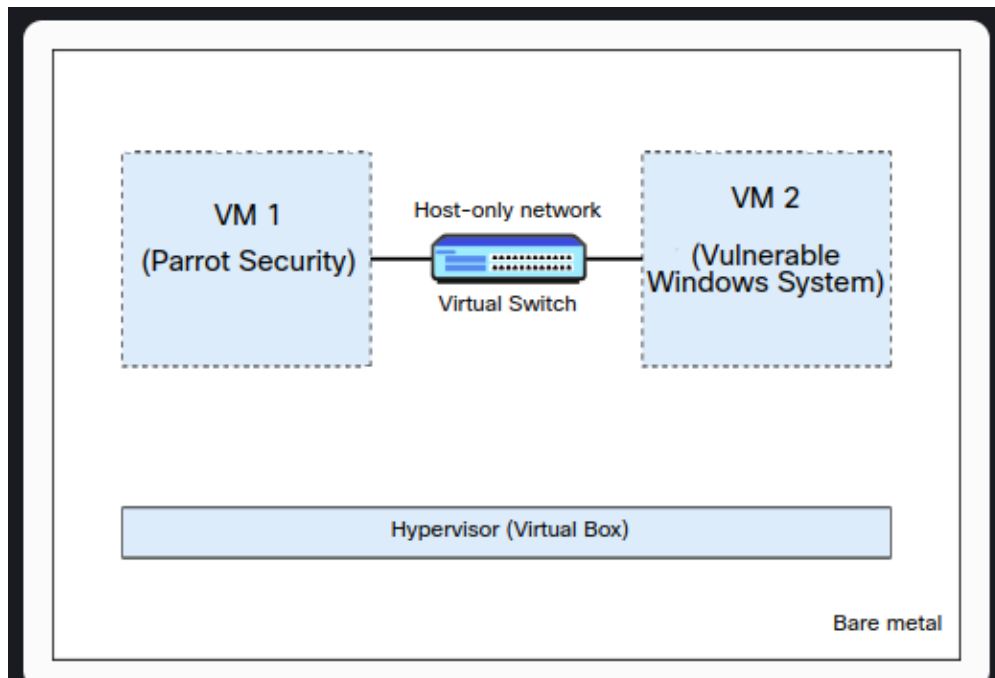 VM 1
(Parrot Security)
Host-only network
Virtual Switch
VM 2
(Vulnerable
Windows System)
Hypervisor (Virtual Box)
Bare metal